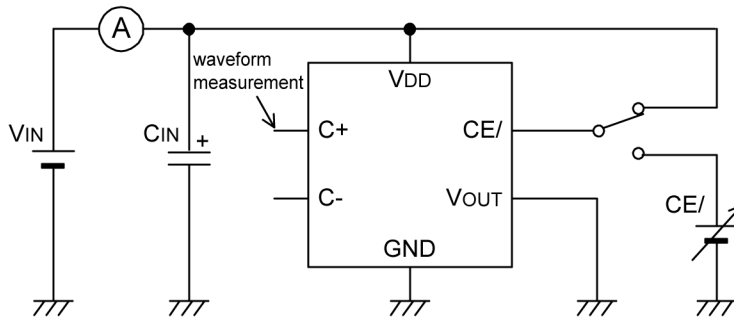 A
waveform
measurement
VDD
VIN
CIN
+
C+
CE/
C-
VOUT
CE/
GND